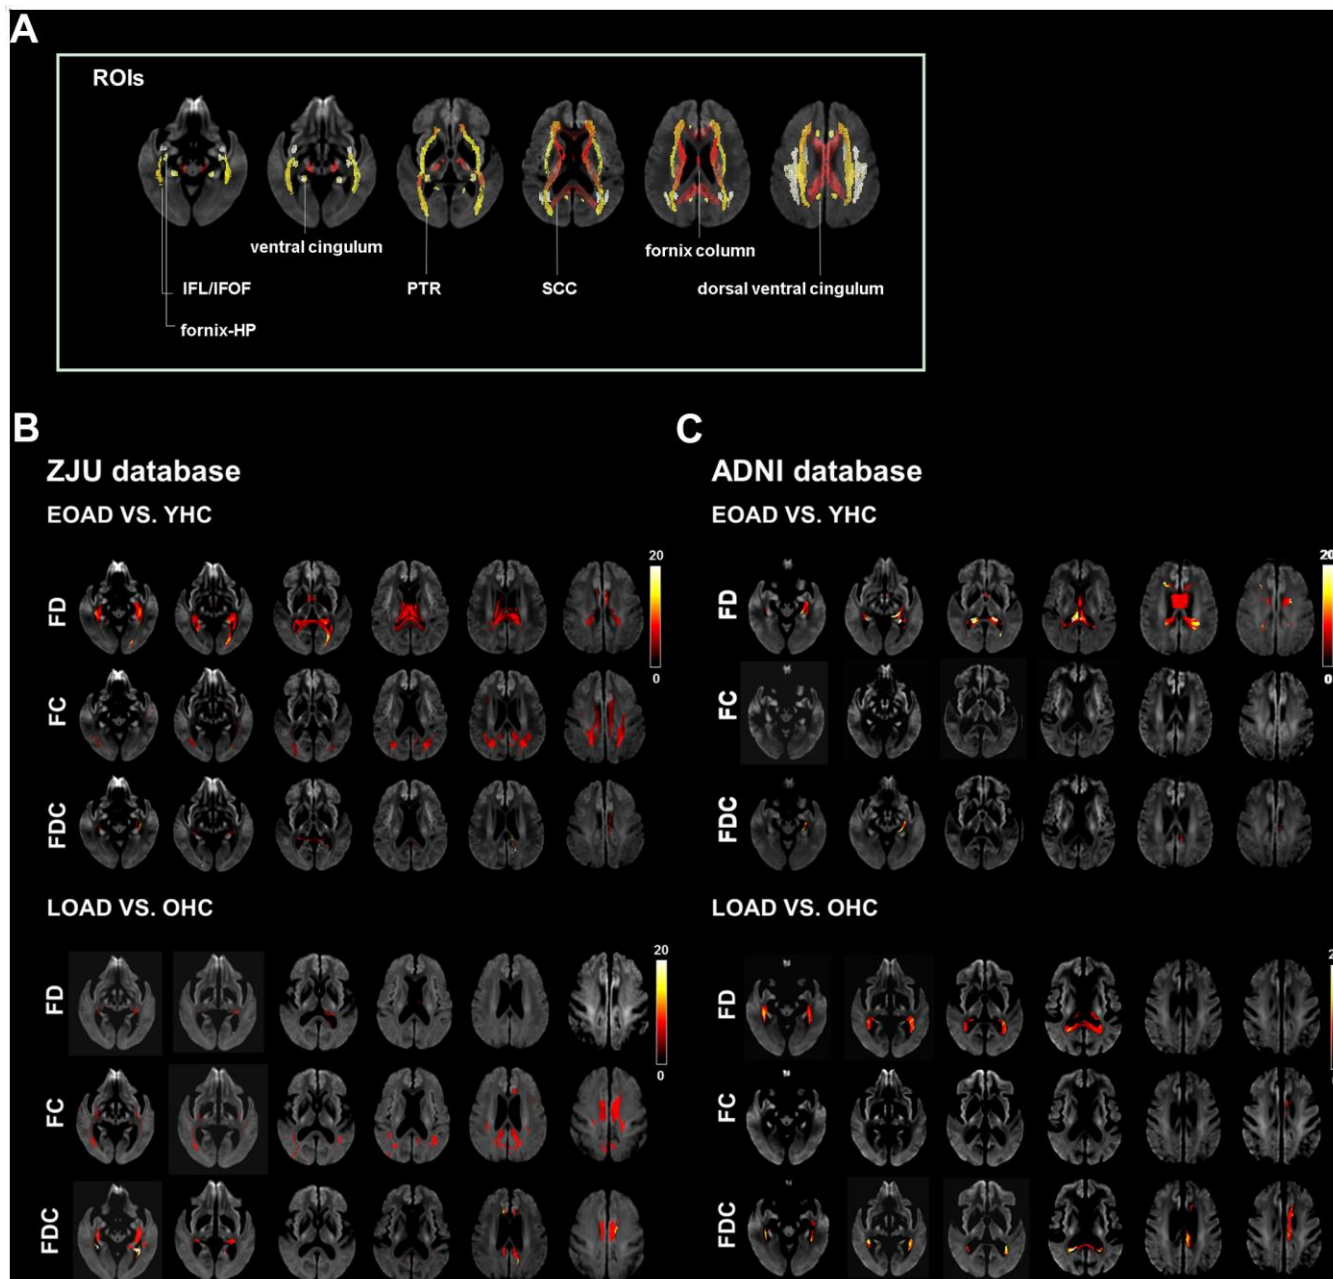 A
ROIs
ventral cingulum
fornix column
IFL/IFOF
PTR
SCC
dorsal ventral cingulum
fornix-HP
B
C
ZJU database
ADNI database
EOAD VS. YHC
EOAD VS. YHC
20
20
FD
FD
0
0
FC
FC
FDC
FDC
LOAD VS. OHC
LOAD VS. OHC
20
FD
FD
0
FC
FC
FDC
FDC